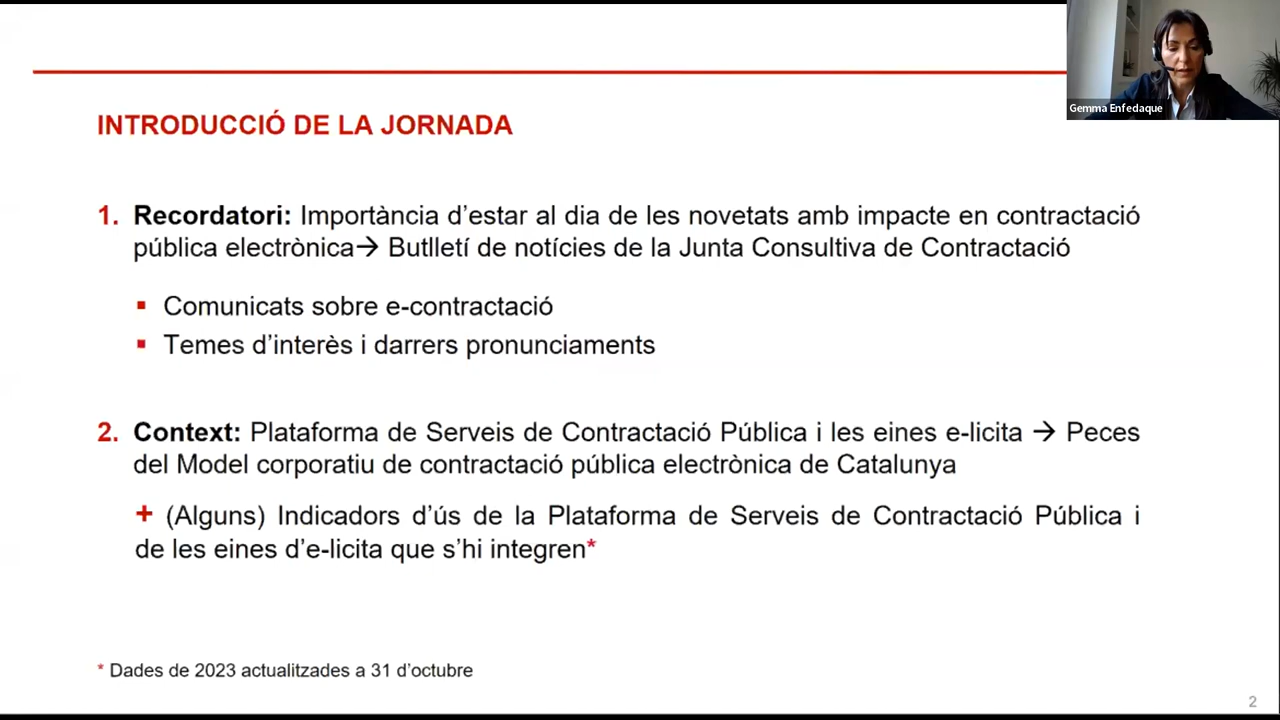 Gemma Enfedaque
INTRODUCCIÓ DE LA JORNADA
1. Recordatori: Importància d’estar al dia de les novetats amb impacte en contractació
pública electrònica→ Butlletí de notícies de la Junta Consultiva de Contractació
▪ Comunicats sobre e-contractació
▪ Temes d’interès i darrers pronunciaments
2. Context: Plataforma de Serveis de Contractació Pública i les eines e-licita → Peces
del Model corporatiu de contractació pública electrònica de Catalunya
+ (Alguns) Indicadors d’ús de la Plataforma de Serveis de Contractació Pública i
de les eines d’e-licita que s’hi integren*
* Dades de 2023 actualitzades a 31 d’octubre
2